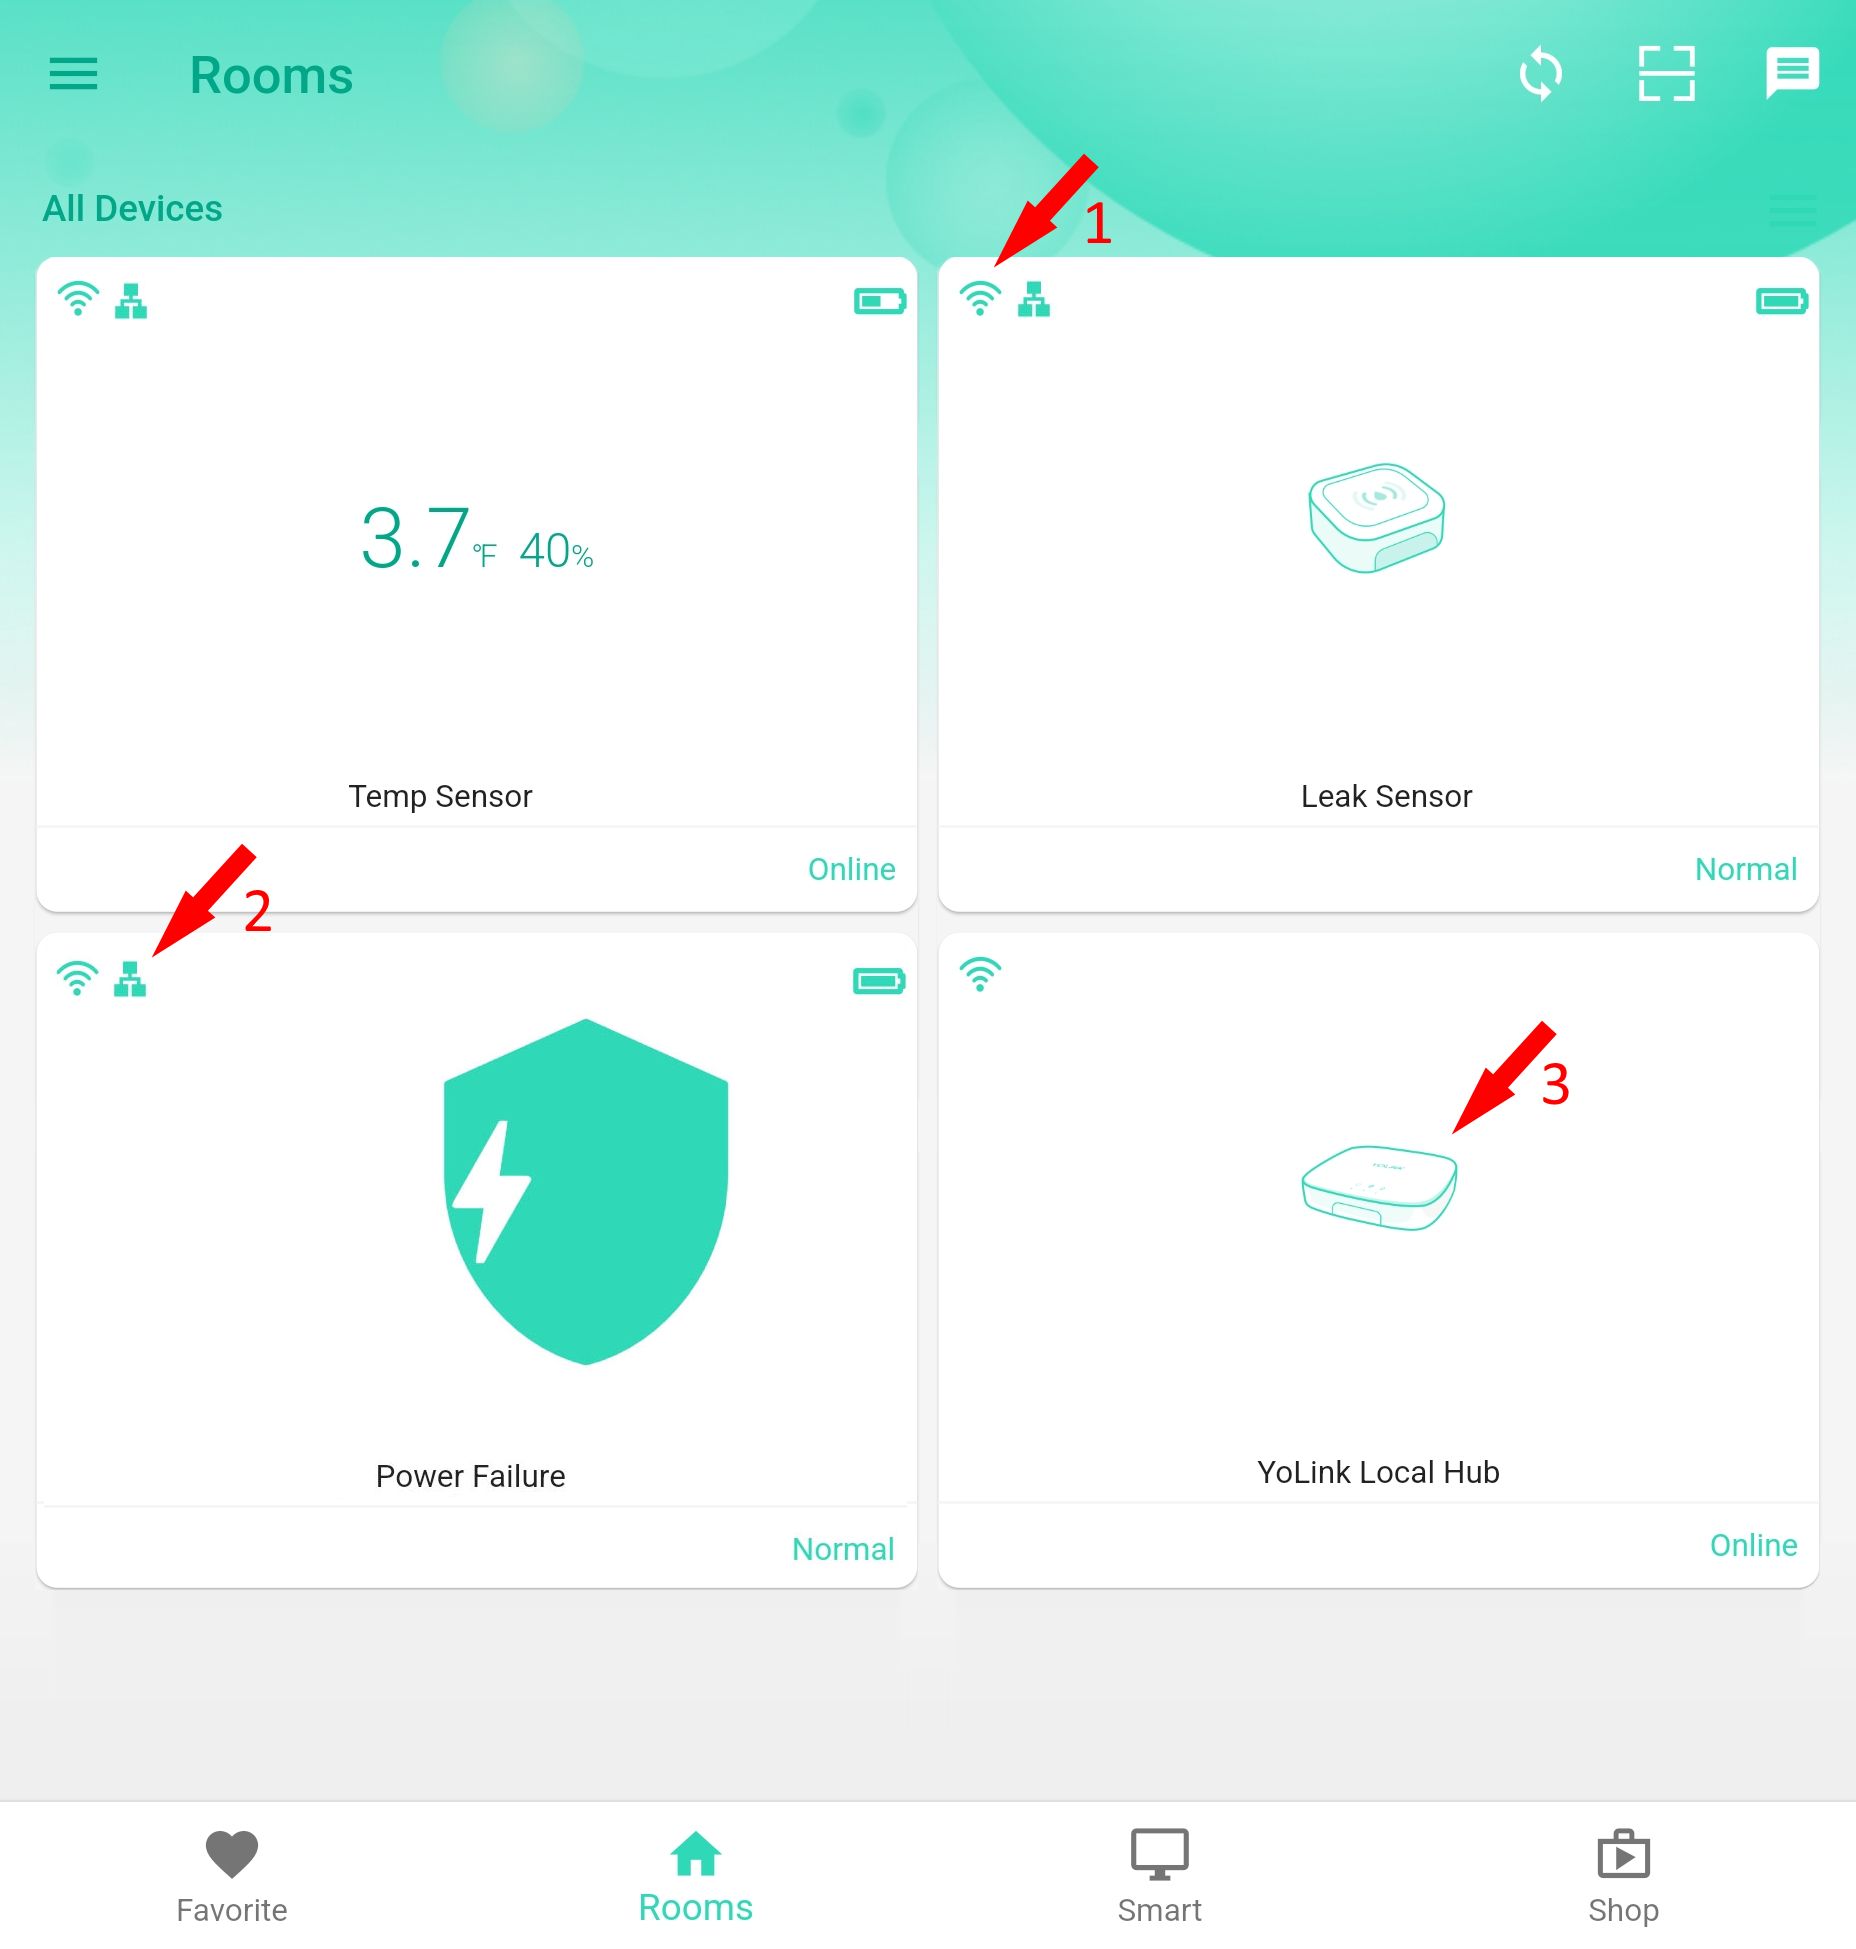 Rooms
All Devices
1
3.7°F 40%
Temp Sensor
Online
Leak Sensor
Normal
2
Power Failure
Normal
3
YOLINK
YoLink Local Hub
Online
Favorite
Rooms
Smart
Shop